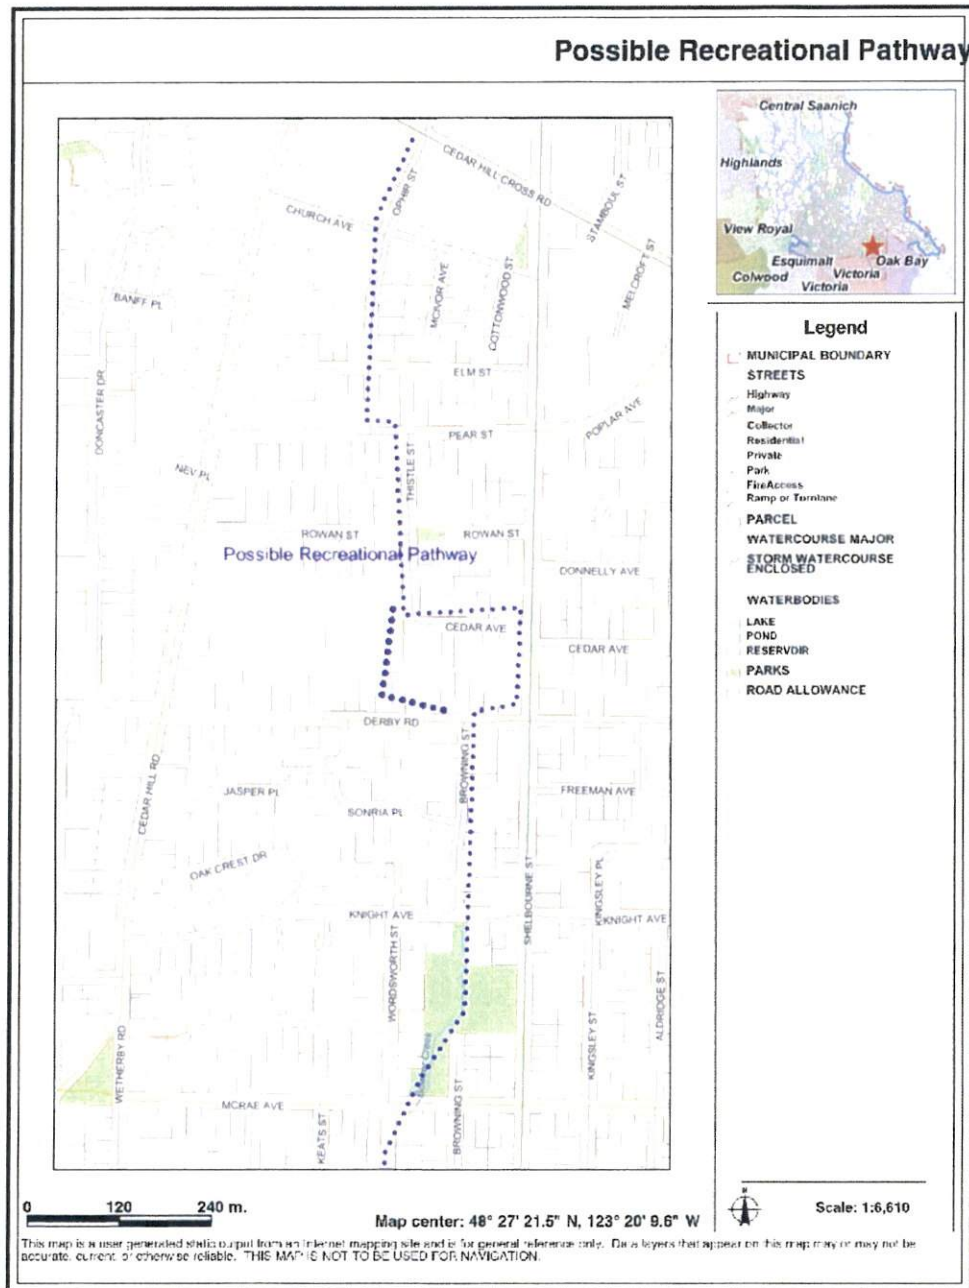 Possible Recreational Pathway
Central Saanich
Highlands
View Royal
Esquimalt
Oak Bay
Colwood
Victoria
Victoria
CEDAR HILL CROSS RD
OPHIR ST
STAMBOUL ST
CHURCH AVE
MELCROFT ST
MCIVOR AVE
COTTONWOOD ST
BANFF PL
ELM ST
DONCASTER DR
POPLAR AVE
PEAR ST
THISTLE ST
NEV PL
ROWAN ST
ROWAN ST
Possible Recreational Pathway
DONNELLY AVE
CEDAR AVE
CEDAR AVE
DERBY RD
BROWNING ST
CEDAR HILL RD
JASPER PL
FREEMAN AVE
SONRIA PL
OAK CREST DR
SHELBOURNE ST
KINGSLEY PL
KNIGHT AVE
KNIGHT AVE
WORDSWORTH ST
ALDRIDGE ST
WETHERBY RD
KINGSLEY ST
Creek
MCRAE AVE
KEATS ST
BROWNING ST
Legend
MUNICIPAL BOUNDARY
STREETS
Highway
Major
Collector
Residential
Private
Park
FireAccess
Ramp or Turnlane
PARCEL
WATERCOURSE MAJOR
STORM WATERCOURSE
ENCLOSED
WATERBODIES
LAKE
POND
RESERVOIR
PARKS
ROAD ALLOWANCE
0 120 240 m.
Map center: 48° 27' 21.5" N, 123° 20' 9.6" W
N
Scale: 1:6,610
This map is a user generated static output from an Internet mapping site and is for general reference only. Data layers that appear on this map may or may not be
accurate, current, or otherwise reliable. THIS MAP IS NOT TO BE USED FOR NAVIGATION.